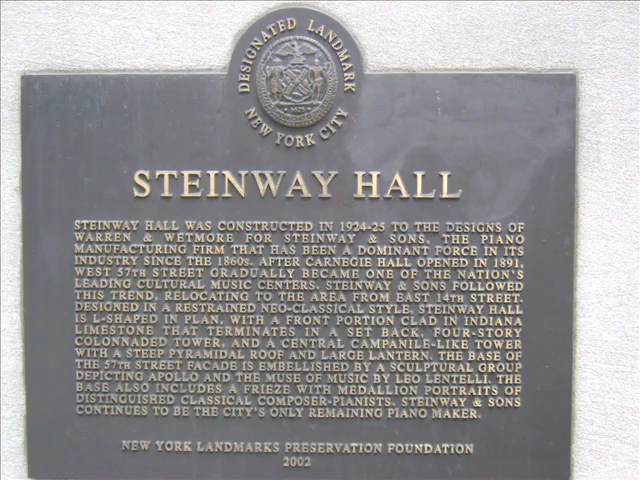 DESIGNATED LANDMARK
NEW YORK CITY
STEINWAY HALL
STEINWAY HALL WAS CONSTRUCTED IN 1924-25 TO THE DESIGNS OF
WARREN & WETMORE FOR STEINWAY & SONS, THE PIANO
MANUFACTURING FIRM THAT HAS BEEN A DOMINANT FORCE IN ITS
INDUSTRY SINCE THE 1860s. AFTER CARNEGIE HALL OPENED IN 1891,
WEST 57TH STREET GRADUALLY BECAME ONE OF THE NATION'S
LEADING CULTURAL MUSIC CENTERS. STEINWAY & SONS FOLLOWED
THIS TREND, RELOCATING TO THE AREA FROM EAST 14TH STREET.
DESIGNED IN A RESTRAINED NEO-CLASSICAL STYLE, STEINWAY HALL
IS L-SHAPED IN PLAN, WITH A FRONT PORTION CLAD IN INDIANA
LIMESTONE THAT TERMINATES IN A SET BACK, FOUR-STORY
COLONNADED TOWER, AND A CENTRAL CAMPANILE-LIKE TOWER
WITH A STEEP PYRAMIDAL ROOF AND LARGE LANTERN. THE BASE OF
THE 57TH STREET FACADE IS EMBELLISHED BY A SCULPTURAL GROUP
DEPICTING APOLLO AND THE MUSE OF MUSIC BY LEO LENTELLI. THE
BASE ALSO INCLUDES A FRIEZE WITH MEDALLION PORTRAITS OF
DISTINGUISHED CLASSICAL COMPOSER-PIANISTS. STEINWAY & SONS
CONTINUES TO BE THE CITY'S ONLY REMAINING PIANO MAKER.
NEW YORK LANDMARKS PRESERVATION FOUNDATION
2002